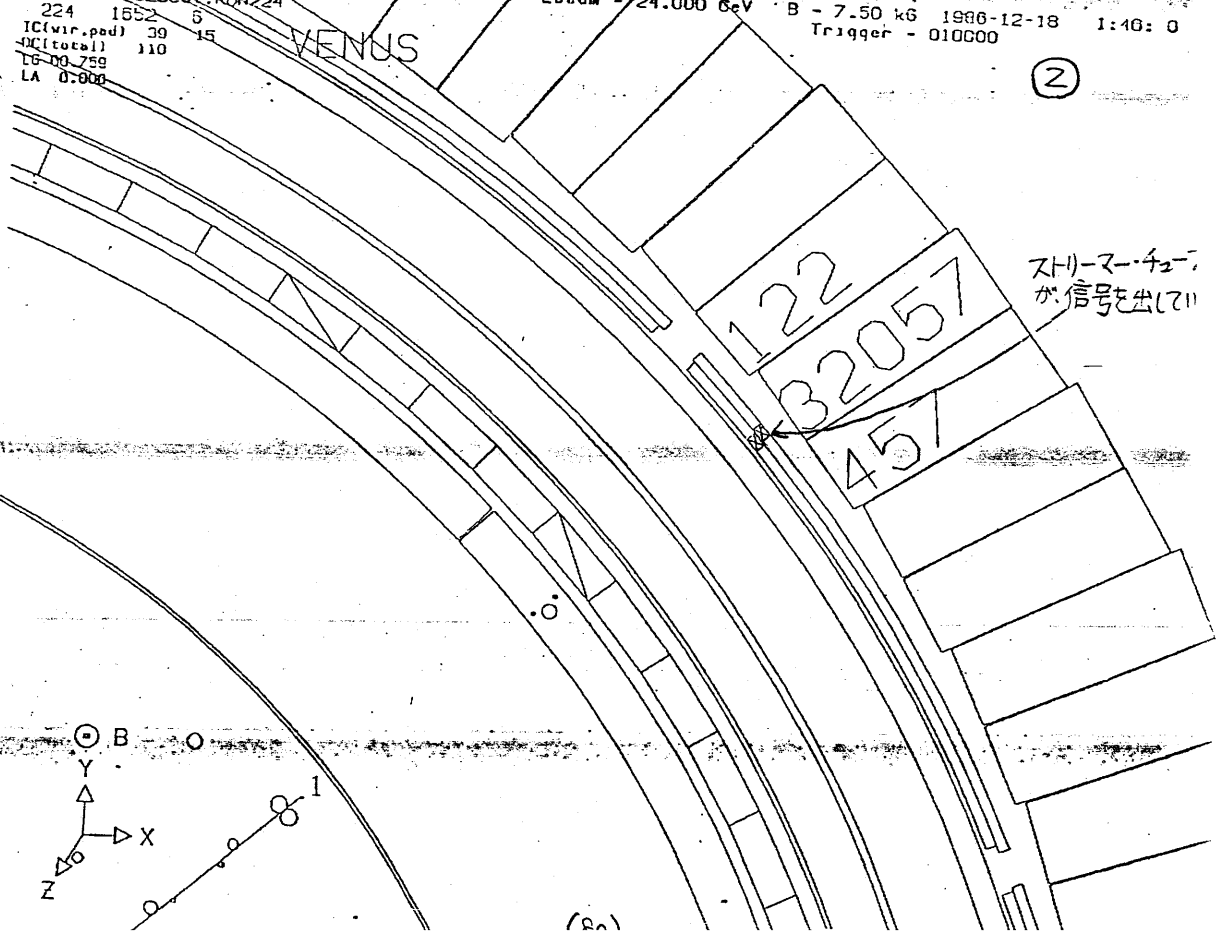 224 1652 6
24.000 GeV B - 7.50 kG 1986-12-18 1:46: 0
IC(wir.pad) 39 15
Trigger - 010000
DC(total) 110
LG 00.759
LA 0.000
VENUS
②
122
32057
457
ストリーマー・チュー
が信号を出してい
B
Y
X
Z
1